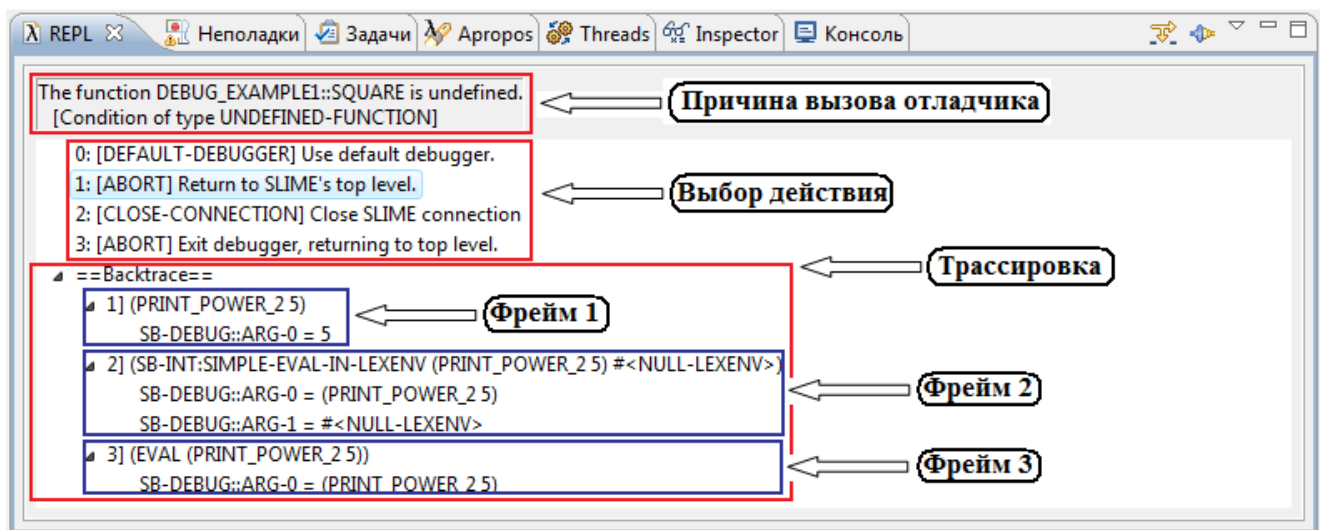 REPL Неполадки Задачи Apropos Threads Inspector Консоль
The function DEBUG_EXAMPLE1::SQUARE is undefined.
[Condition of type UNDEFINED-FUNCTION]
Причина вызова отладчика
0: [DEFAULT-DEBUGGER] Use default debugger.
1: [ABORT] Return to SLIME's top level.
2: [CLOSE-CONNECTION] Close SLIME connection
3: [ABORT] Exit debugger, returning to top level.
Выбор действия
==Backtrace==
Трассировка
1] (PRINT_POWER_2 5)
SB-DEBUG::ARG-0 = 5
Фрейм 1
2] (SB-INT:SIMPLE-EVAL-IN-LEXENV (PRINT_POWER_2 5) #<NULL-LEXENV>)
SB-DEBUG::ARG-0 = (PRINT_POWER_2 5)
SB-DEBUG::ARG-1 = #<NULL-LEXENV>
Фрейм 2
3] (EVAL (PRINT_POWER_2 5))
SB-DEBUG::ARG-0 = (PRINT_POWER_2 5)
Фрейм 3